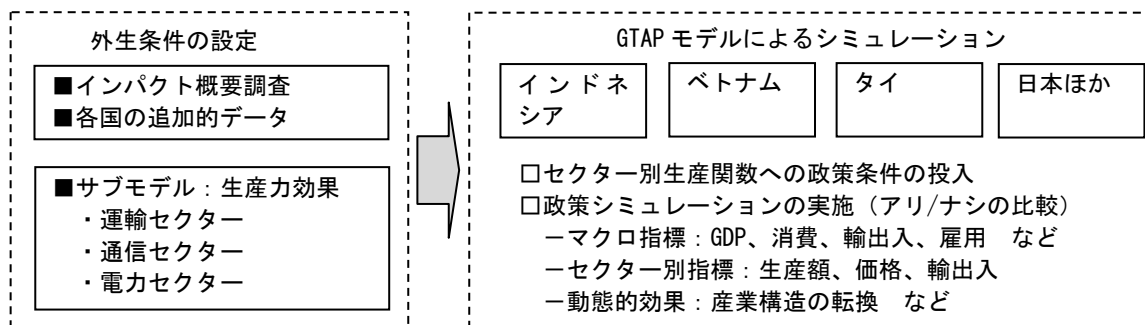 外生条件の設定
■インパクト概要調査
■各国の追加的データ
■サブモデル：生産力効果
・運輸セクター
・通信セクター
・電力セクター
GTAP モデルによるシミュレーション
インドネ
シア
ベトナム
タイ
日本ほか
□セクター別生産関数への政策条件の投入
□政策シミュレーションの実施（アリ/ナシの比較）
－マクロ指標：GDP、消費、輸出入、雇用　など
－セクター別指標：生産額、価格、輸出入
－動態的効果：産業構造の転換　など